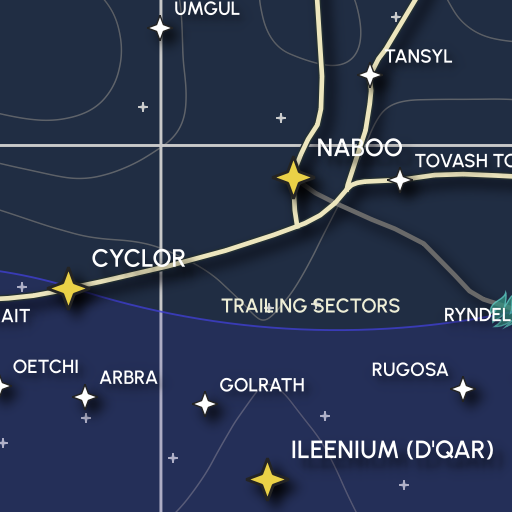 UMGUL
TANSYL
NABOO
TOVASH TO
CYCLOR
TRAILING SECTORS
AIT
RYNDEL
OETCHI
ARBRA
GOLRATH
RUGOSA
ILEENIUM (D'QAR)